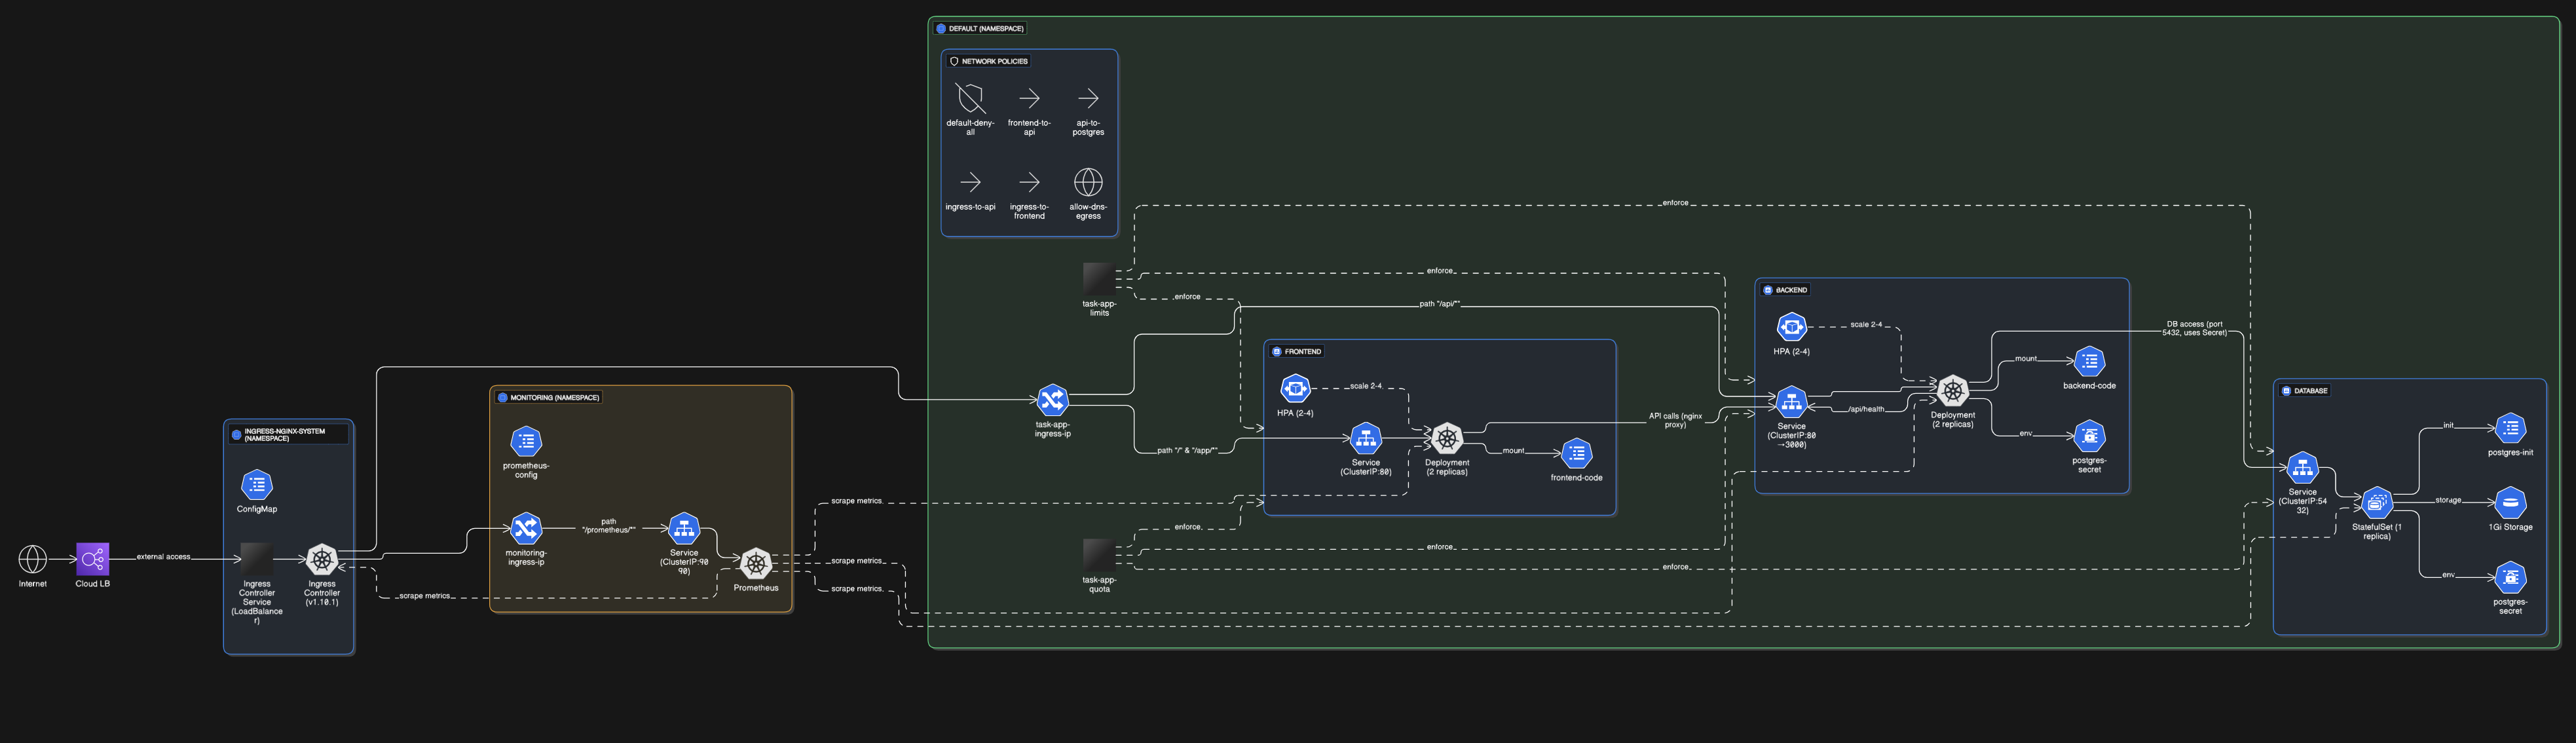 DEFAULT (NAMESPACE)
NETWORK POLICIES
default-deny-
all
frontend-to-
api
api-to-
postgres
ingress-to-api
ingress-to-
frontend
allow-dns-
egress
enforce
enforce
enforce
task-app-
limits
path "/api/*"
BACKEND
HPA (2-4)
scale 2-4
DB access (port
5432, uses Secret)
mount
backend-code
Service
(ClusterIP:80
→3000)
/api/health
Deployment
(2 replicas)
env
postgres-
secret
FRONTEND
HPA (2-4)
scale 2-4
API calls (nginx
proxy)
Service
(ClusterIP:80)
Deployment
(2 replicas)
mount
frontend-code
task-app-
ingress-ip
path "/" & "/app/*"
DATABASE
init
postgres-init
Service
(ClusterIP:54
32)
StatefulSet (1
replica)
storage
1Gi Storage
env
postgres-
secret
MONITORING (NAMESPACE)
prometheus-
config
path
"/prometheus/*"
monitoring-
ingress-ip
Service
(ClusterIP:90
90)
Prometheus
scrape metrics
scrape metrics
scrape metrics
scrape metrics
enforce
enforce
enforce
task-app-
quota
INGRESS-NGINX-SYSTEM
(NAMESPACE)
ConfigMap
Internet
Cloud LB
external access
Ingress
Controller
Service
(LoadBalance
r)
Ingress
Controller
(v1.10.1)